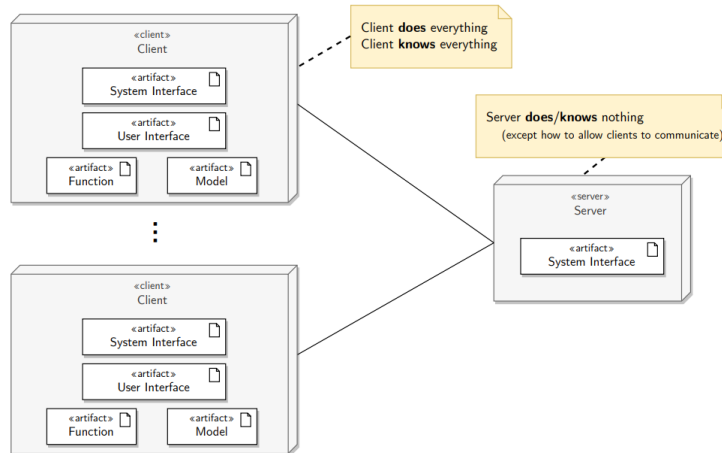 «client»
Client
«artifact»
System Interface
«artifact»
User Interface
«artifact»
Function
«artifact»
Model
Client does everything
Client knows everything
Server does/knows nothing
(except how to allow clients to communicate)
«server»
Server
«artifact»
System Interface
«client»
Client
«artifact»
System Interface
«artifact»
User Interface
«artifact»
Function
«artifact»
Model